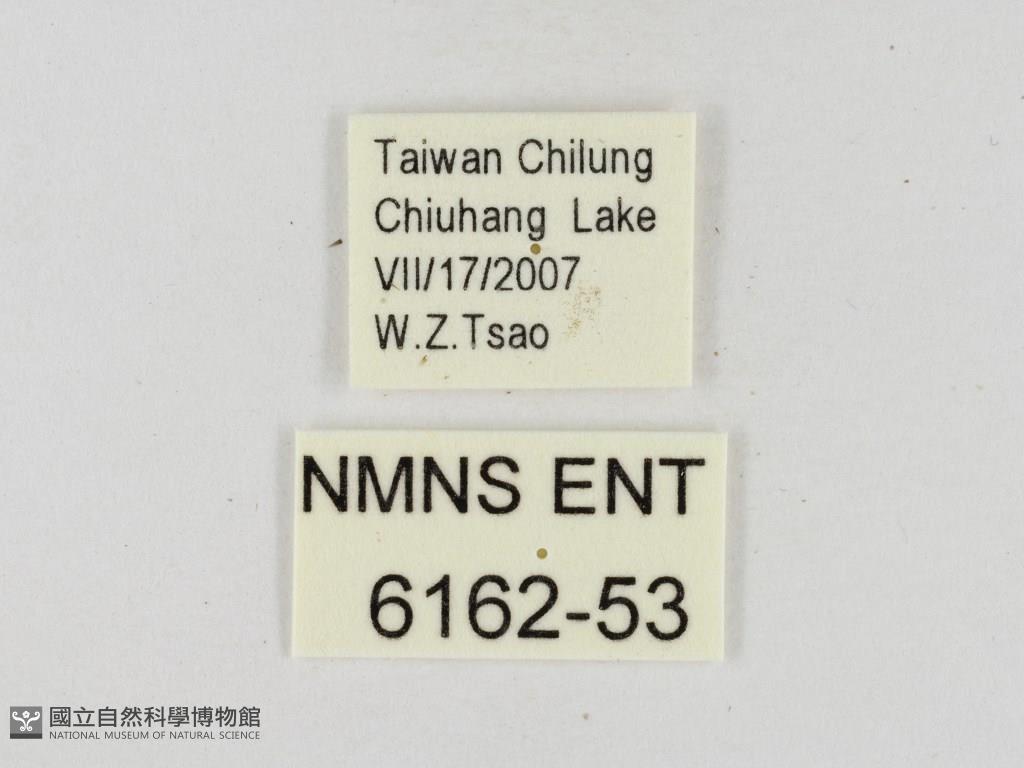 Taiwan Chilung
Chiuhang Lake
VII/17/2007
W.Z.Tsao
NMNS ENT
6162-53
國立自然科學博物館
NATIONAL MUSEUM OF NATURAL SCIENCE